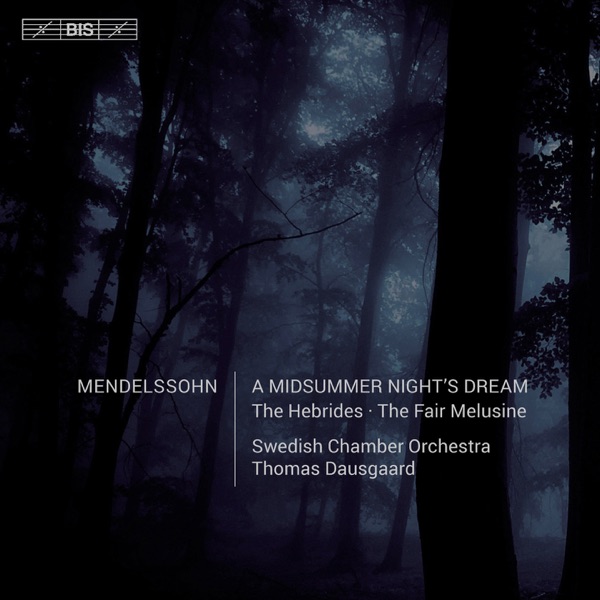 BIS
MENDELSSOHN
A MIDSUMMER NIGHT'S DREAM
The Hebrides · The Fair Melusine
Swedish Chamber Orchestra
Thomas Dausgaard